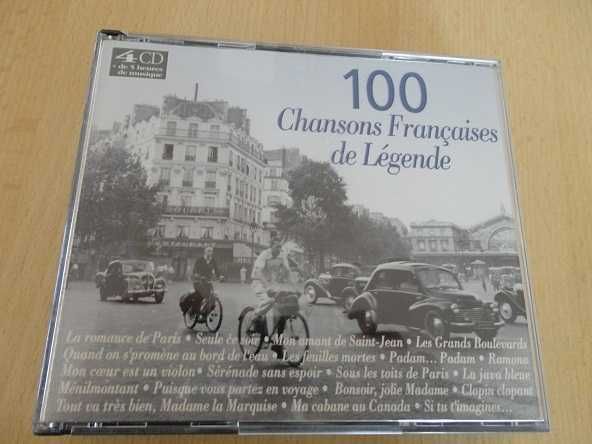 4 CD
+ de 5 heures
de musique
100
Chansons Françaises
de Légende
La romance de Paris • Seule ce soir • Mon amant de Saint-Jean • Les Grands Boulevards
Quand on s'promène au bord de l'eau • Les feuilles mortes • Padam... Padam • Ramona
Mon cœur est un violon • Sérénade sans espoir • Sous les toits de Paris • La java bleue
Ménilmontant • Puisque vous partez en voyage • Bonsoir, jolie Madame • Clopin clopant
Tout va très bien, Madame la Marquise • Ma cabane au Canada • Si tu t'imagines...